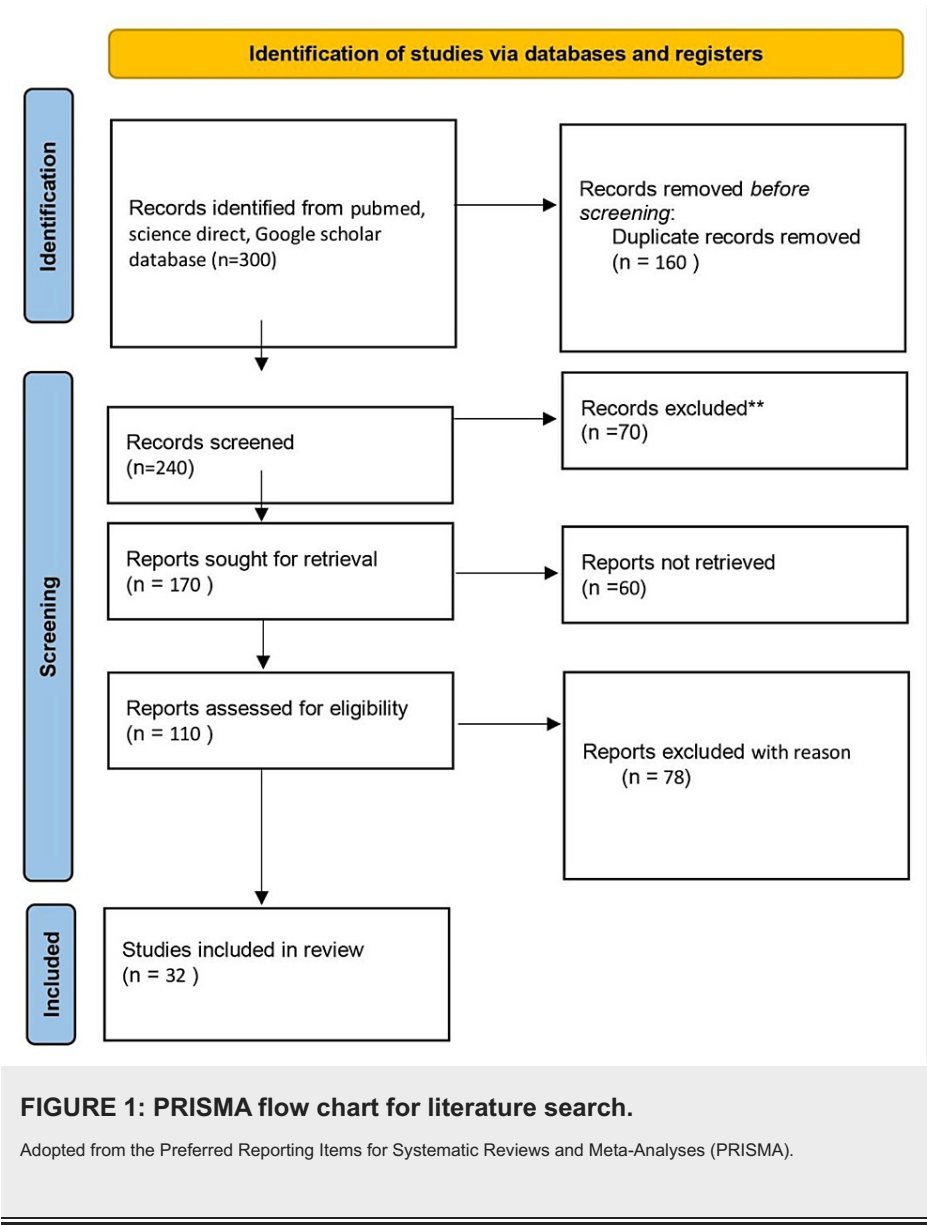 Identification of studies via databases and registers
Identification
Records identified from pubmed,
science direct, Google scholar
database (n=300)
Records removed before
screening:
Duplicate records removed
(n = 160 )
Screening
Records screened
(n=240)
Records excluded**
(n =70)
Reports sought for retrieval
(n = 170 )
Reports not retrieved
(n =60)
Reports assessed for eligibility
(n = 110 )
Reports excluded with reason
(n = 78)
Included
Studies included in review
(n = 32 )
FIGURE 1: PRISMA flow chart for literature search.
Adopted from the Preferred Reporting Items for Systematic Reviews and Meta-Analyses (PRISMA).